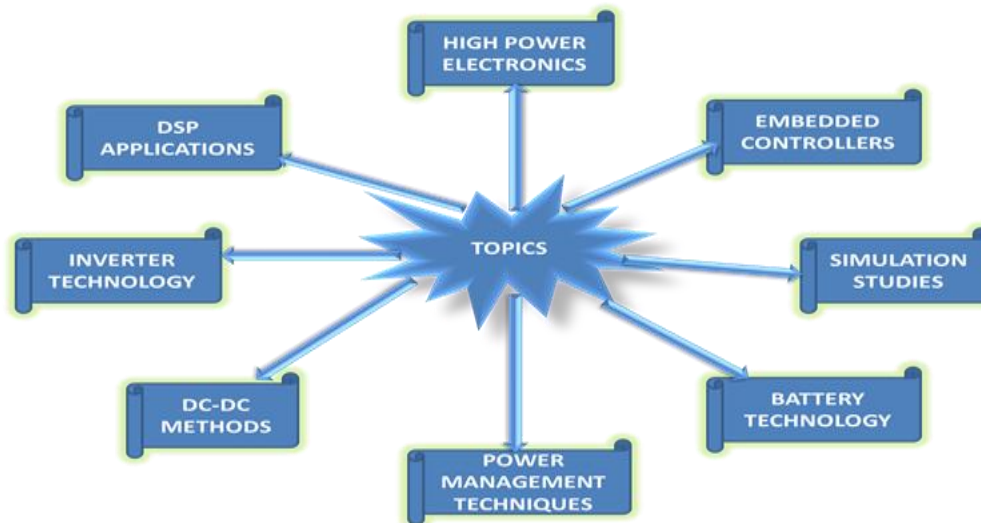 HIGH POWER
ELECTRONICS
DSP
APPLICATIONS
EMBEDDED
CONTROLLERS
TOPICS
INVERTER
TECHNOLOGY
SIMULATION
STUDIES
DC-DC
METHODS
BATTERY
TECHNOLOGY
POWER
MANAGEMENT
TECHNIQUES